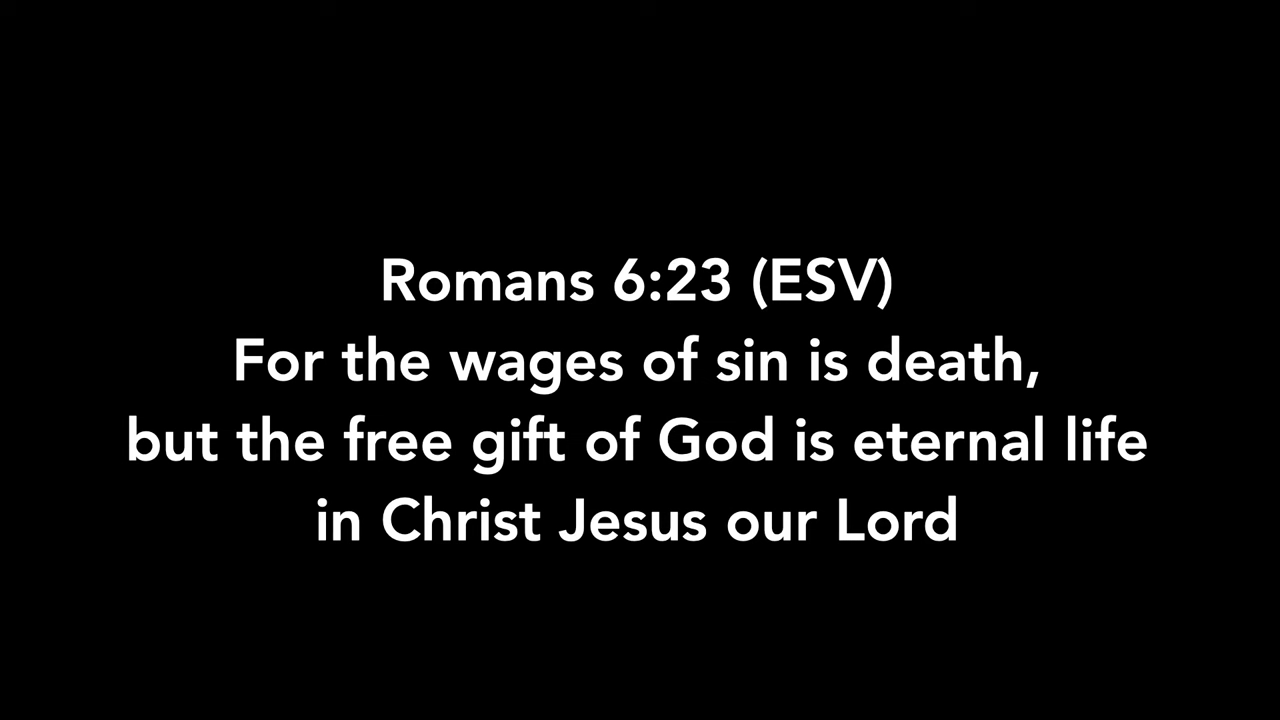 Romans 6:23 (ESV)
For the wages of sin is death,
but the free gift of God is eternal life
in Christ Jesus our Lord